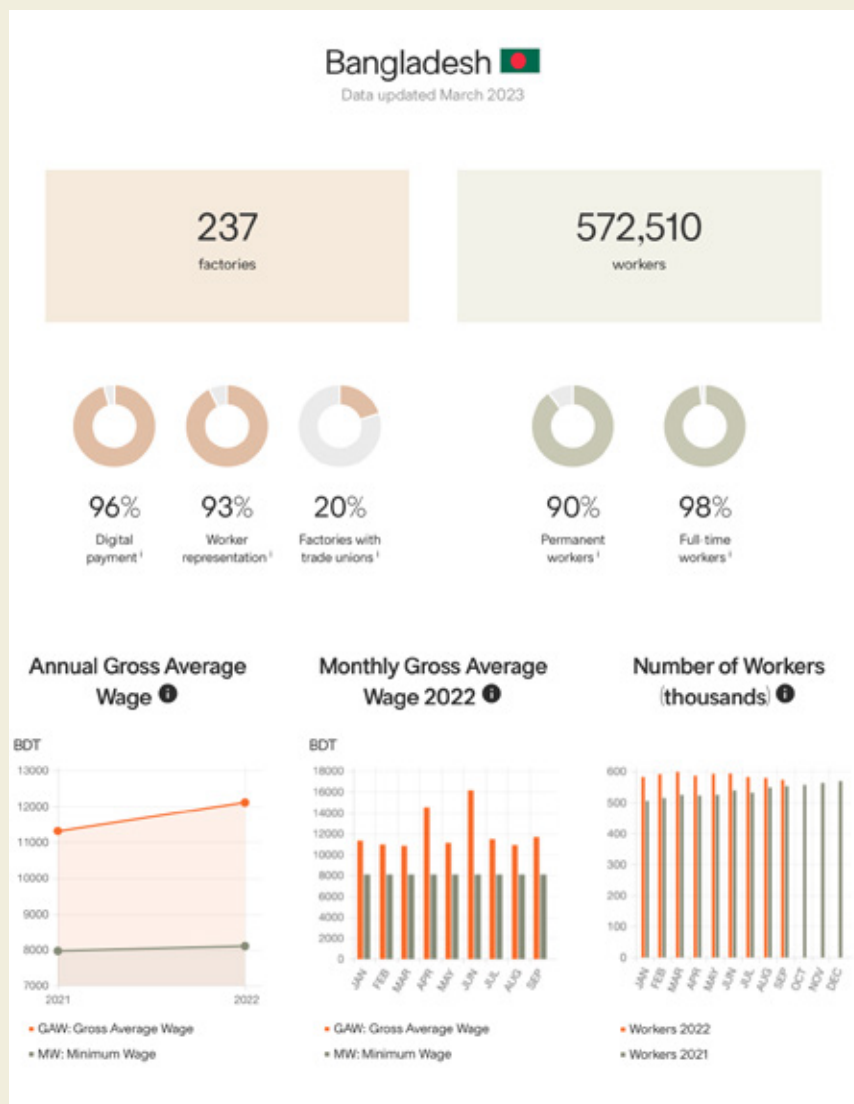 Bangladesh
Data updated March 2023
237
factories
572,510
workers
96%
Digital
payment i
93%
Worker
representation i
20%
Factories with
trade unions i
90%
Permanent
workers i
98%
Full-time
workers i
Annual Gross Average
Wage i
BDT
13000
12000
11000
10000
9000
8000
7000
2021 2022
GAW: Gross Average Wage
MW: Minimum Wage
Monthly Gross Average
Wage 2022 i
BDT
18000
16000
14000
12000
10000
8000
6000
4000
2000
0
JAN FEB MAR APR MAY JUN JUL AUG SEP
GAW: Gross Average Wage
MW: Minimum Wage
Number of Workers
(thousands) i
600
500
400
300
200
100
0
JAN FEB MAR APR MAY JUN JUL AUG SEP OCT NOV DEC
Workers 2022
Workers 2021